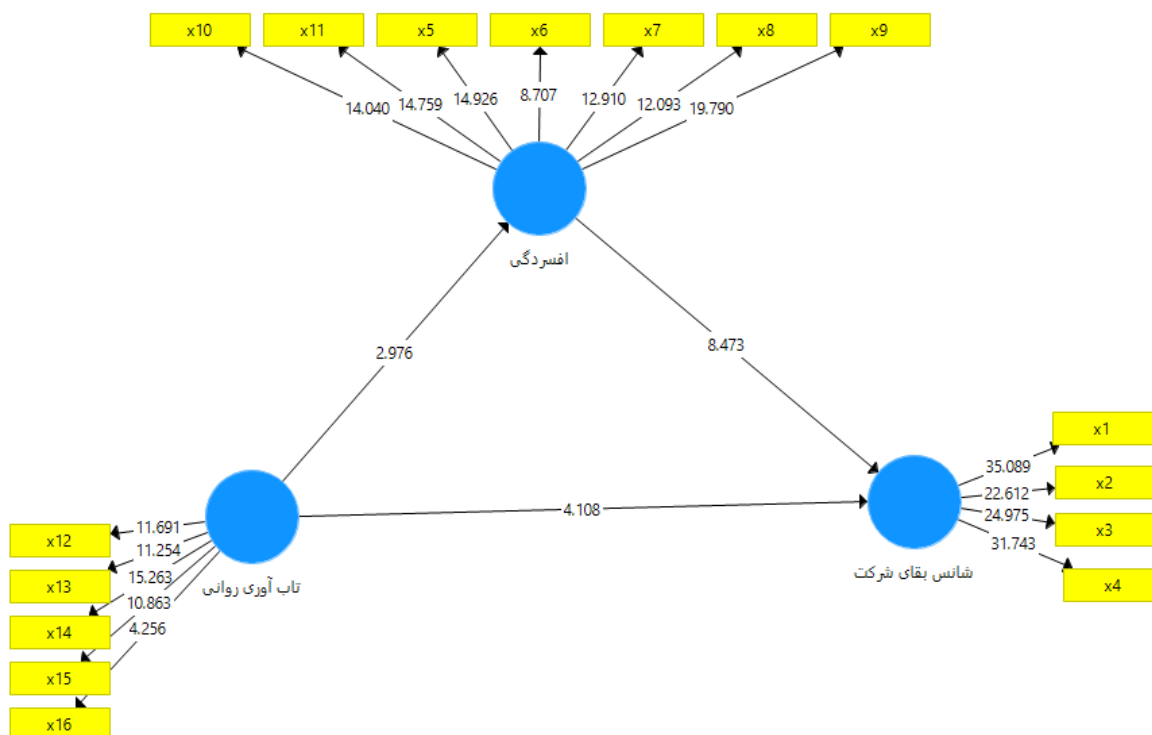 x10
x11
x5
x6
x7
x8
x9
14.040
14.759
14.926
8.707
12.910
12.093
19.790
افسردگی
2.976
8.473
4.108
x1
x2
x3
x4
35.089
22.612
24.975
31.743
شانس بقای شرکت
x12
x13
x14
x15
x16
11.691
11.254
15.263
10.863
4.256
تاب آوری روانی